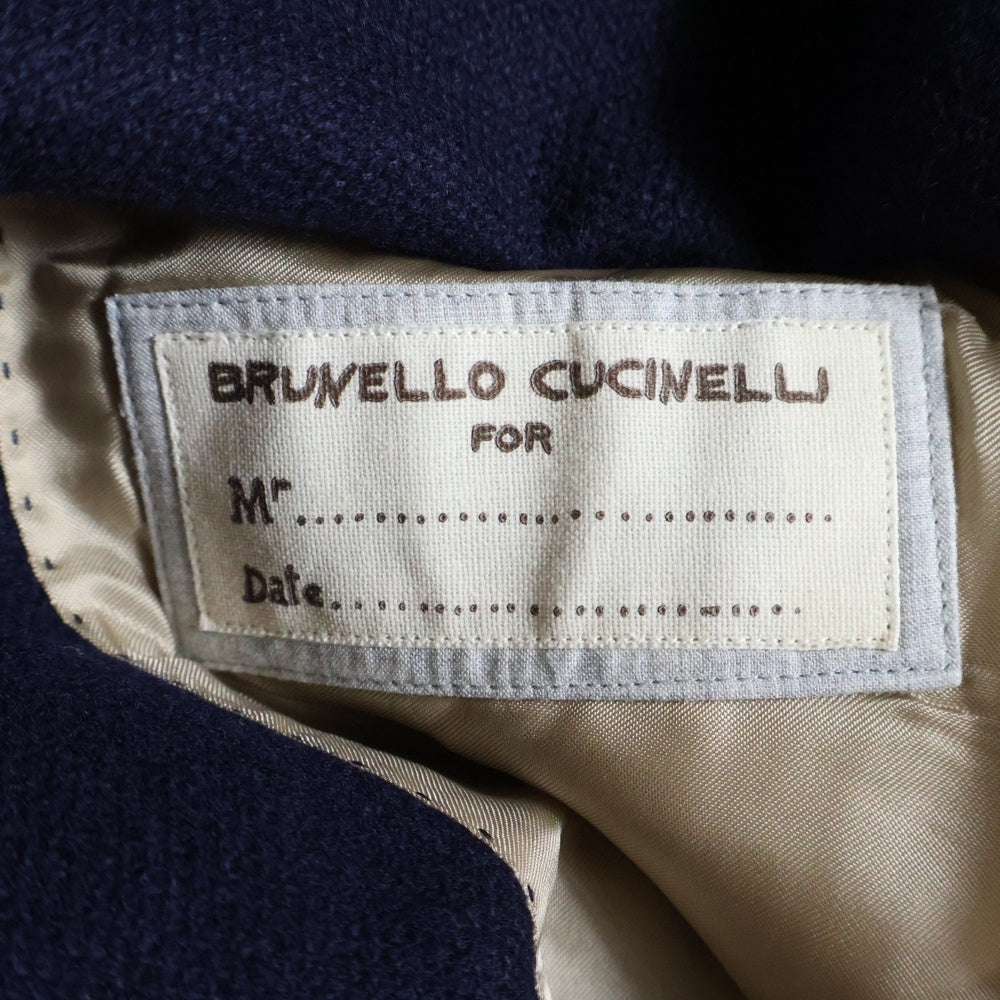 BRUNELLO CUCINELLI
FOR
Mr..............................
Date..........................